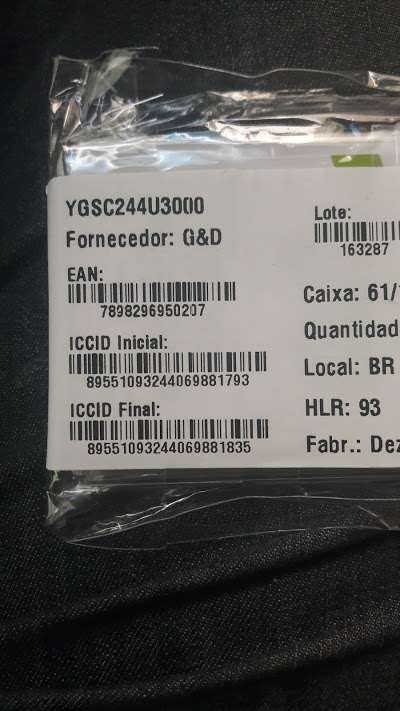 YGSC244U3000
Fornecedor: G&D
EAN:
7898296950207
ICCID Inicial:
89551093244069881793
ICCID Final:
89551093244069881835
Lote:
163287
Caixa: 61/
Quantidad
Local: BR
HLR: 93
Fabr.: Dez